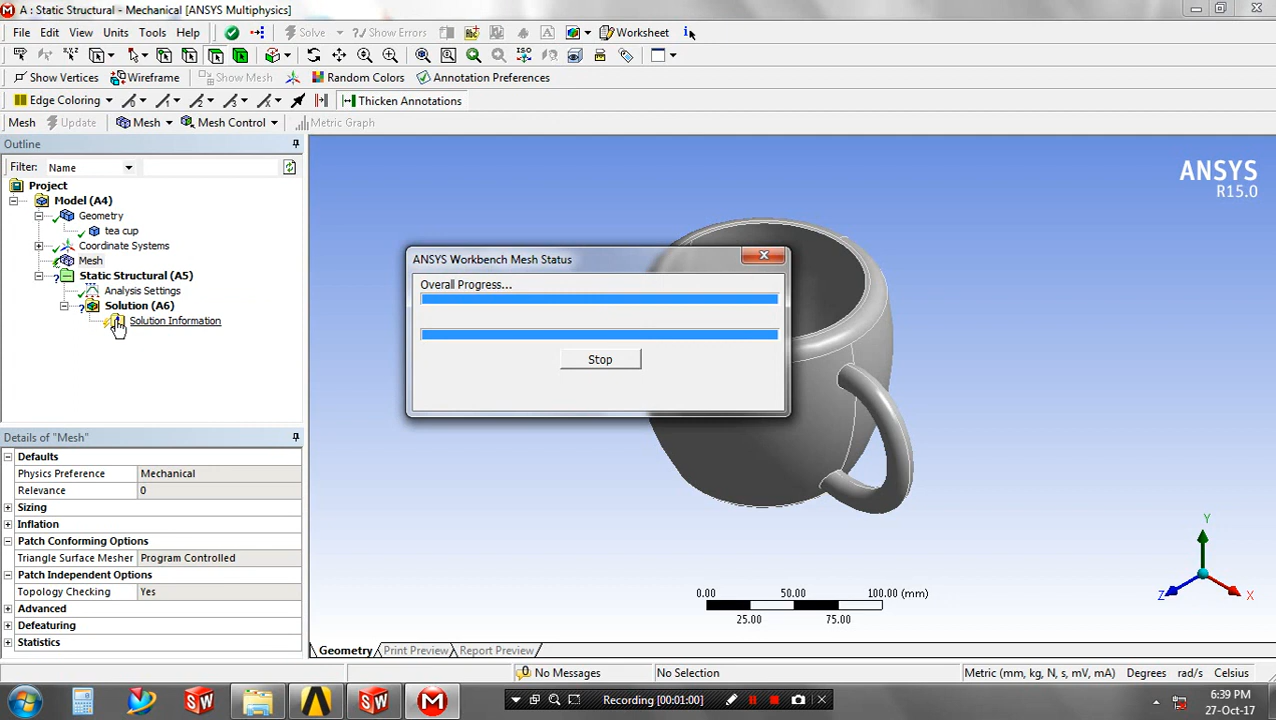 A : Static Structural - Mechanical [ANSYS Multiphysics]
File Edit View Units Tools Help Solve Show Errors Worksheet
Show Vertices Wireframe Show Mesh Random Colors Annotation Preferences
Edge Coloring Thicken Annotations
Mesh Update Mesh Mesh Control Metric Graph
Outline
Filter: Name
Project
Model (A4)
Geometry
tea cup
Coordinate Systems
Mesh
Static Structural (A5)
Analysis Settings
Solution (A6)
Solution Information
ANSYS
R15.0
ANSYS Workbench Mesh Status
Overall Progress...
Stop
Details of "Mesh"
Defaults
Physics Preference Mechanical
Relevance 0
Sizing
Inflation
Patch Conforming Options
Triangle Surface Mesher Program Controlled
Patch Independent Options
Topology Checking Yes
Advanced
Defeaturing
Statistics
0.00 50.00 100.00 (mm)
25.00 75.00
Y
Z X
Geometry Print Preview Report Preview
No Messages No Selection Metric (mm, kg, N, s, mV, mA) Degrees rad/s Celsius
Recording [00:01:00]
6:39 PM
27-Oct-17